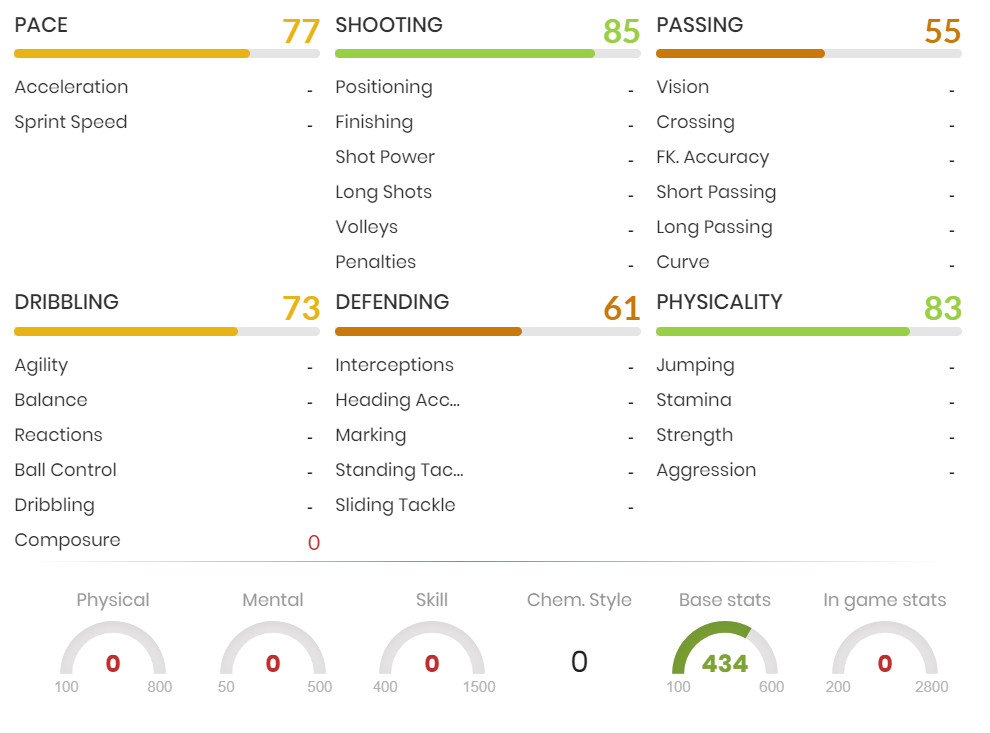 PACE 77
Acceleration -
Sprint Speed -
SHOOTING 85
Positioning -
Finishing -
Shot Power -
Long Shots -
Volleys -
Penalties -
PASSING 55
Vision -
Crossing -
FK. Accuracy -
Short Passing -
Long Passing -
Curve -
DRIBBLING 73
Agility -
Balance -
Reactions -
Ball Control -
Dribbling -
Composure 0
DEFENDING 61
Interceptions -
Heading Acc... -
Marking -
Standing Tac... -
Sliding Tackle -
PHYSICALITY 83
Jumping -
Stamina -
Strength -
Aggression -
Physical
0
100 800
Mental
0
50 500
Skill
0
400 1500
Chem. Style
0
Base stats
434
100 600
In game stats
0
200 2800